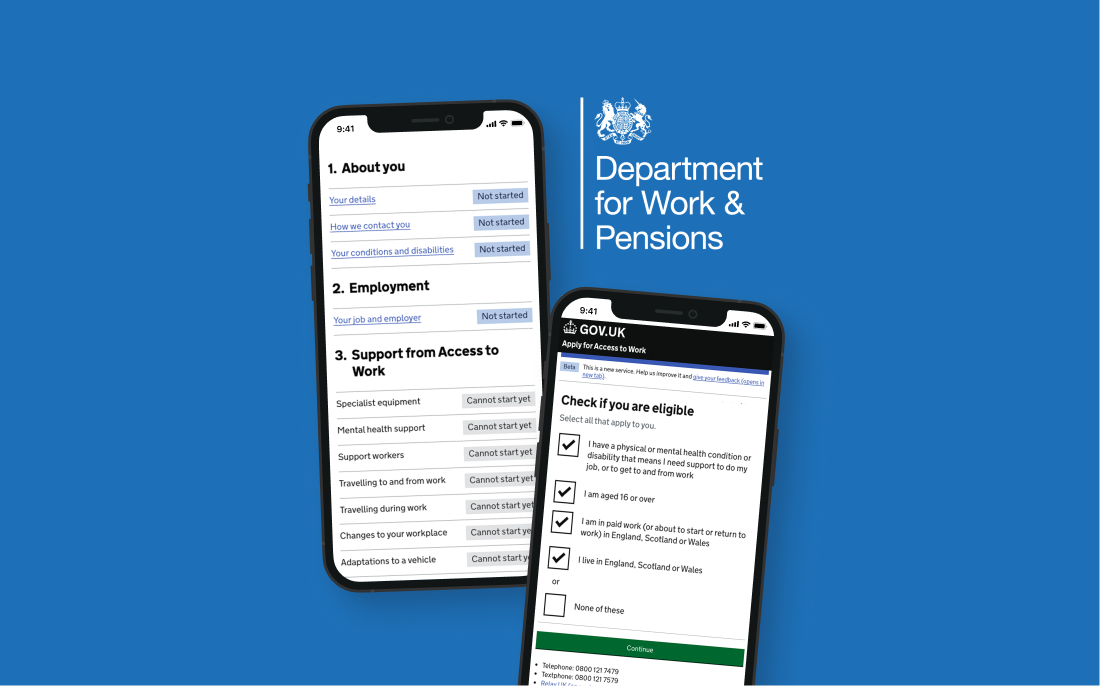 9:41
1. About you
Your details Not started
How we contact you Not started
Your conditions and disabilities Not started
2. Employment
Your job and employer Not started
3. Support from Access to
Work
Specialist equipment Cannot start yet
Mental health support Cannot start yet
Support workers Cannot start yet
Travelling to and from work Cannot start yet
Travelling during work Cannot start ye
Changes to your workplace Cannot start ye
Adaptations to a vehicle Cannot start y
Department
for Work &
Pensions
9:41
GOV.UK
Apply for Access to Work
Beta This is a new service. Help us improve it and give your feedback (opens in
new tab).
Check if you are eligible
Select all that apply to you.
I have a physical or mental health condition or
disability that means I need support to do my
job, or to get to and from work
I am aged 16 or over
I am in paid work (or about to start or return to
work) in England, Scotland or Wales
I live in England, Scotland or Wales
or
None of these
Continue
• Telephone: 0800 121 7479
• Textphone: 0800 121 7579
• Relay UK